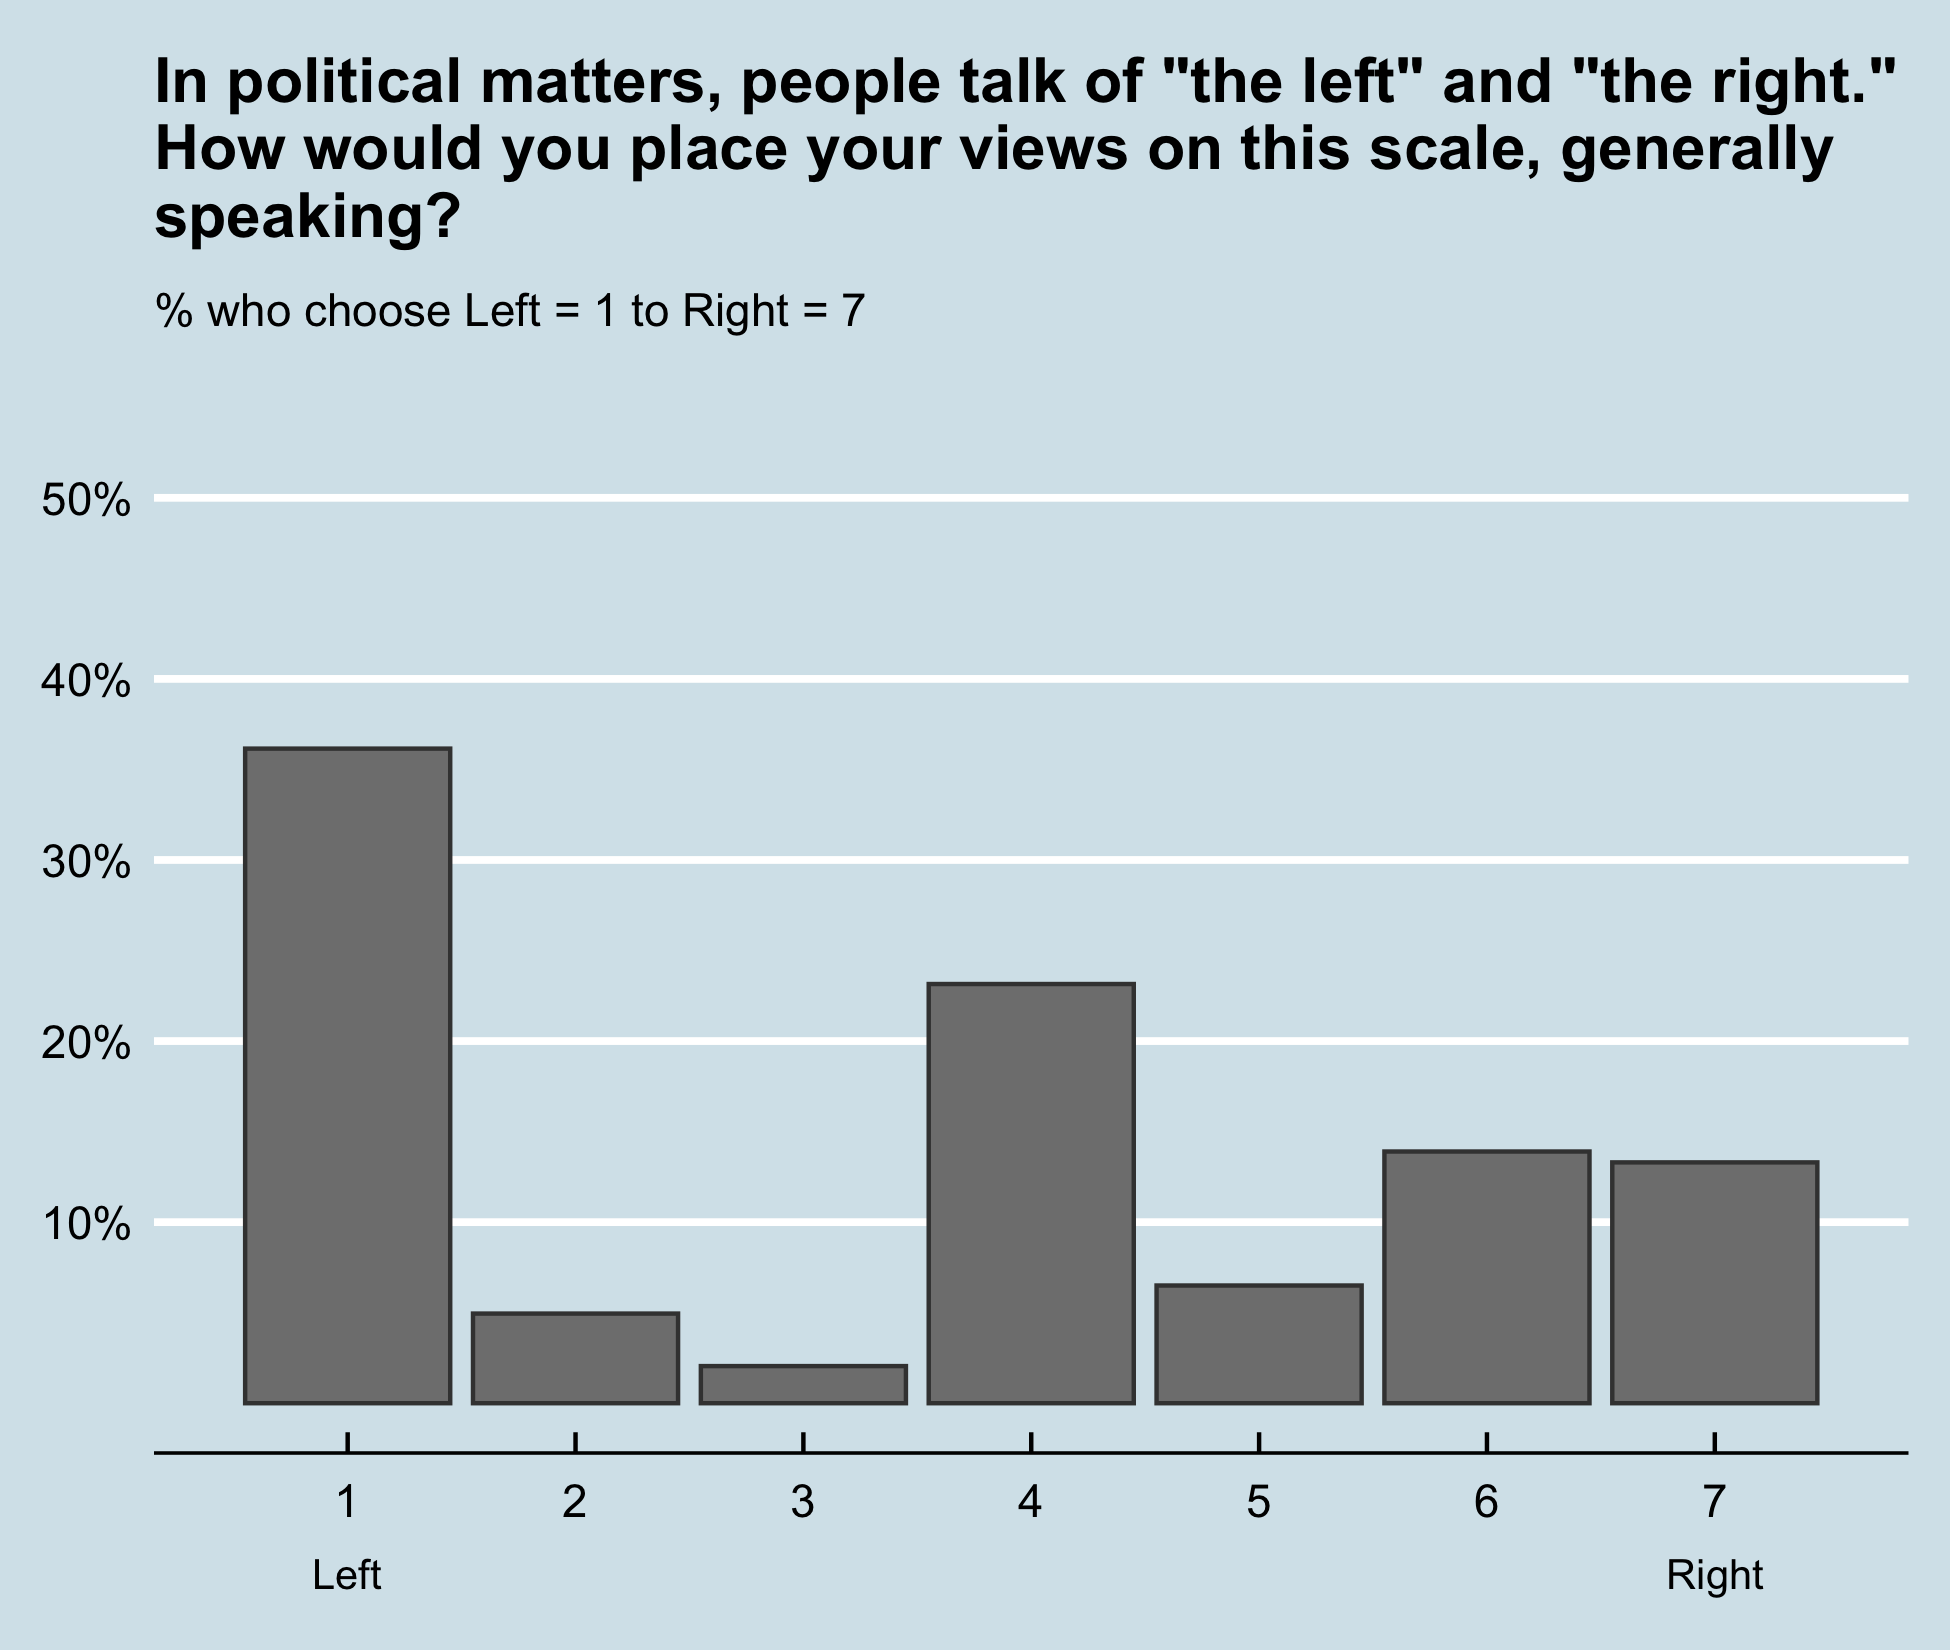 In political matters, people talk of "the left" and "the right."
How would you place your views on this scale, generally
speaking?
% who choose Left = 1 to Right = 7
50%
40%
30%
20%
10%
1 2 3 4 5 6 7
Left Right